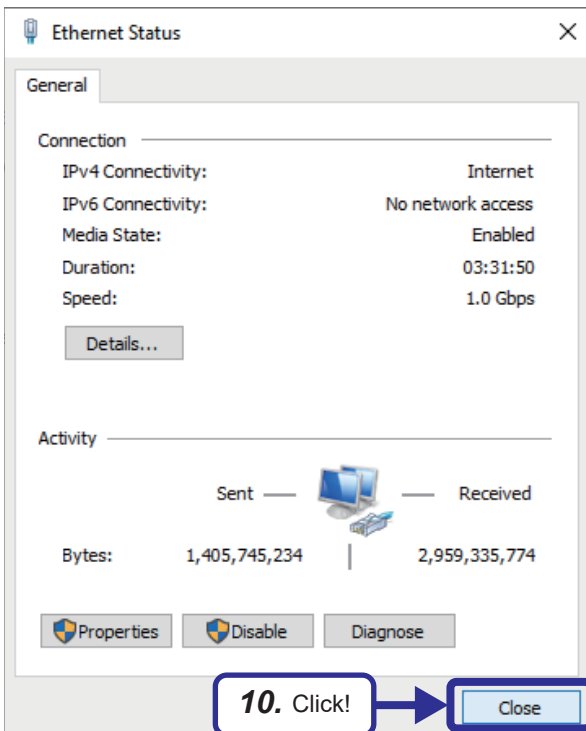 Ethernet Status
General
Connection
IPv4 Connectivity: Internet
IPv6 Connectivity: No network access
Media State: Enabled
Duration: 03:31:50
Speed: 1.0 Gbps
Details...
Activity
Sent Received
Bytes: 1,405,745,234 2,959,335,774
Properties Disable Diagnose
10. Click! Close